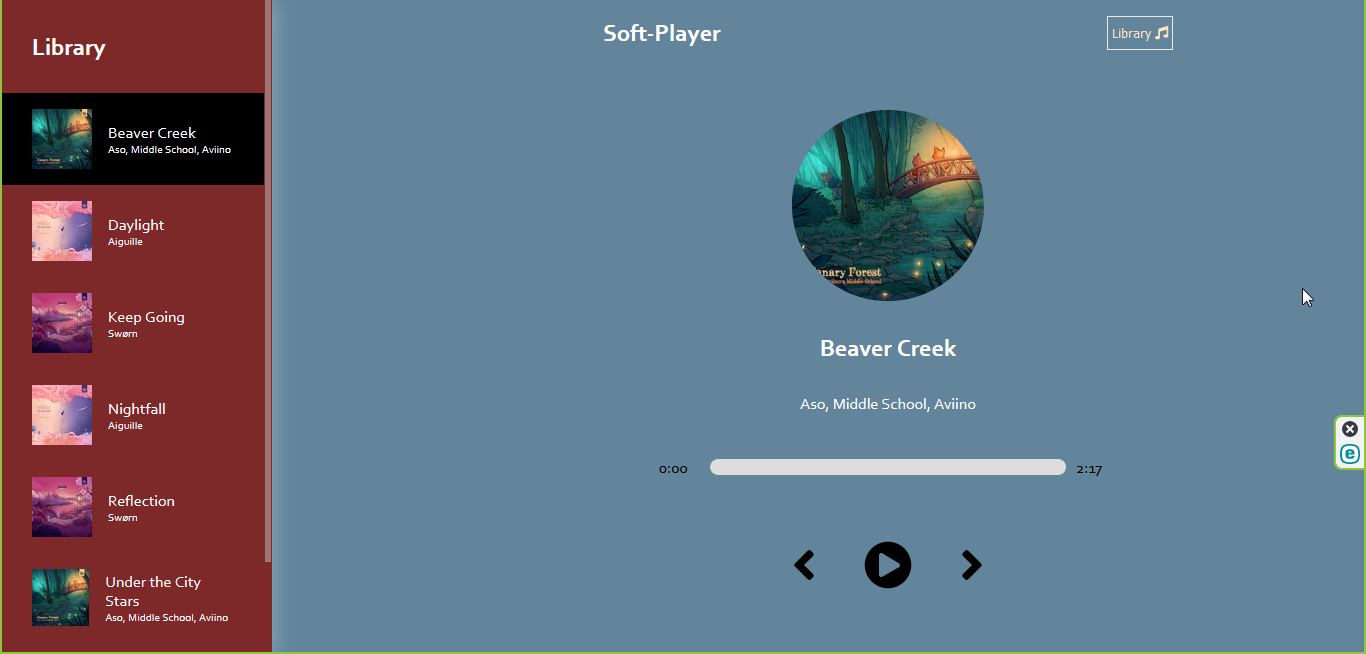 Library
Soft-Player
Library
Beaver Creek
Aso, Middle School, Aviino
Daylight
Aiguille
Keep Going
Swørn
Nightfall
Aiguille
Reflection
Swørn
Under the City
Stars
Aso, Middle School, Aviino
anary Forest
Beaver Creek
Aso, Middle School, Aviino
0:00
2:17
e